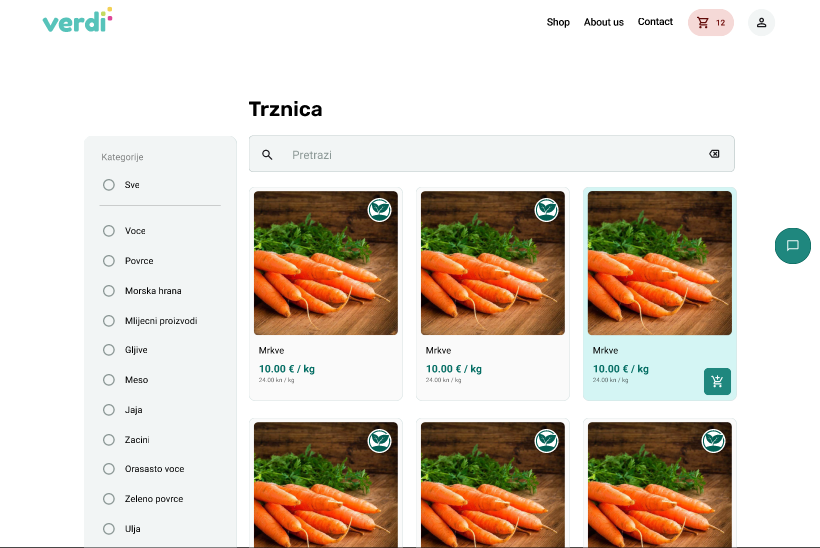 verdi
Shop About us Contact 12
Trznica
Kategorije
Sve
Voce
Povrce
Morska hrana
Mlijecni proizvodi
Gljive
Meso
Jaja
Zacini
Orasasto voce
Zeleno povrce
Ulja
Pretrazi
Mrkve
10.00 € / kg
24.00 kn / kg
Mrkve
10.00 € / kg
24.00 kn / kg
Mrkve
10.00 € / kg
24.00 kn / kg